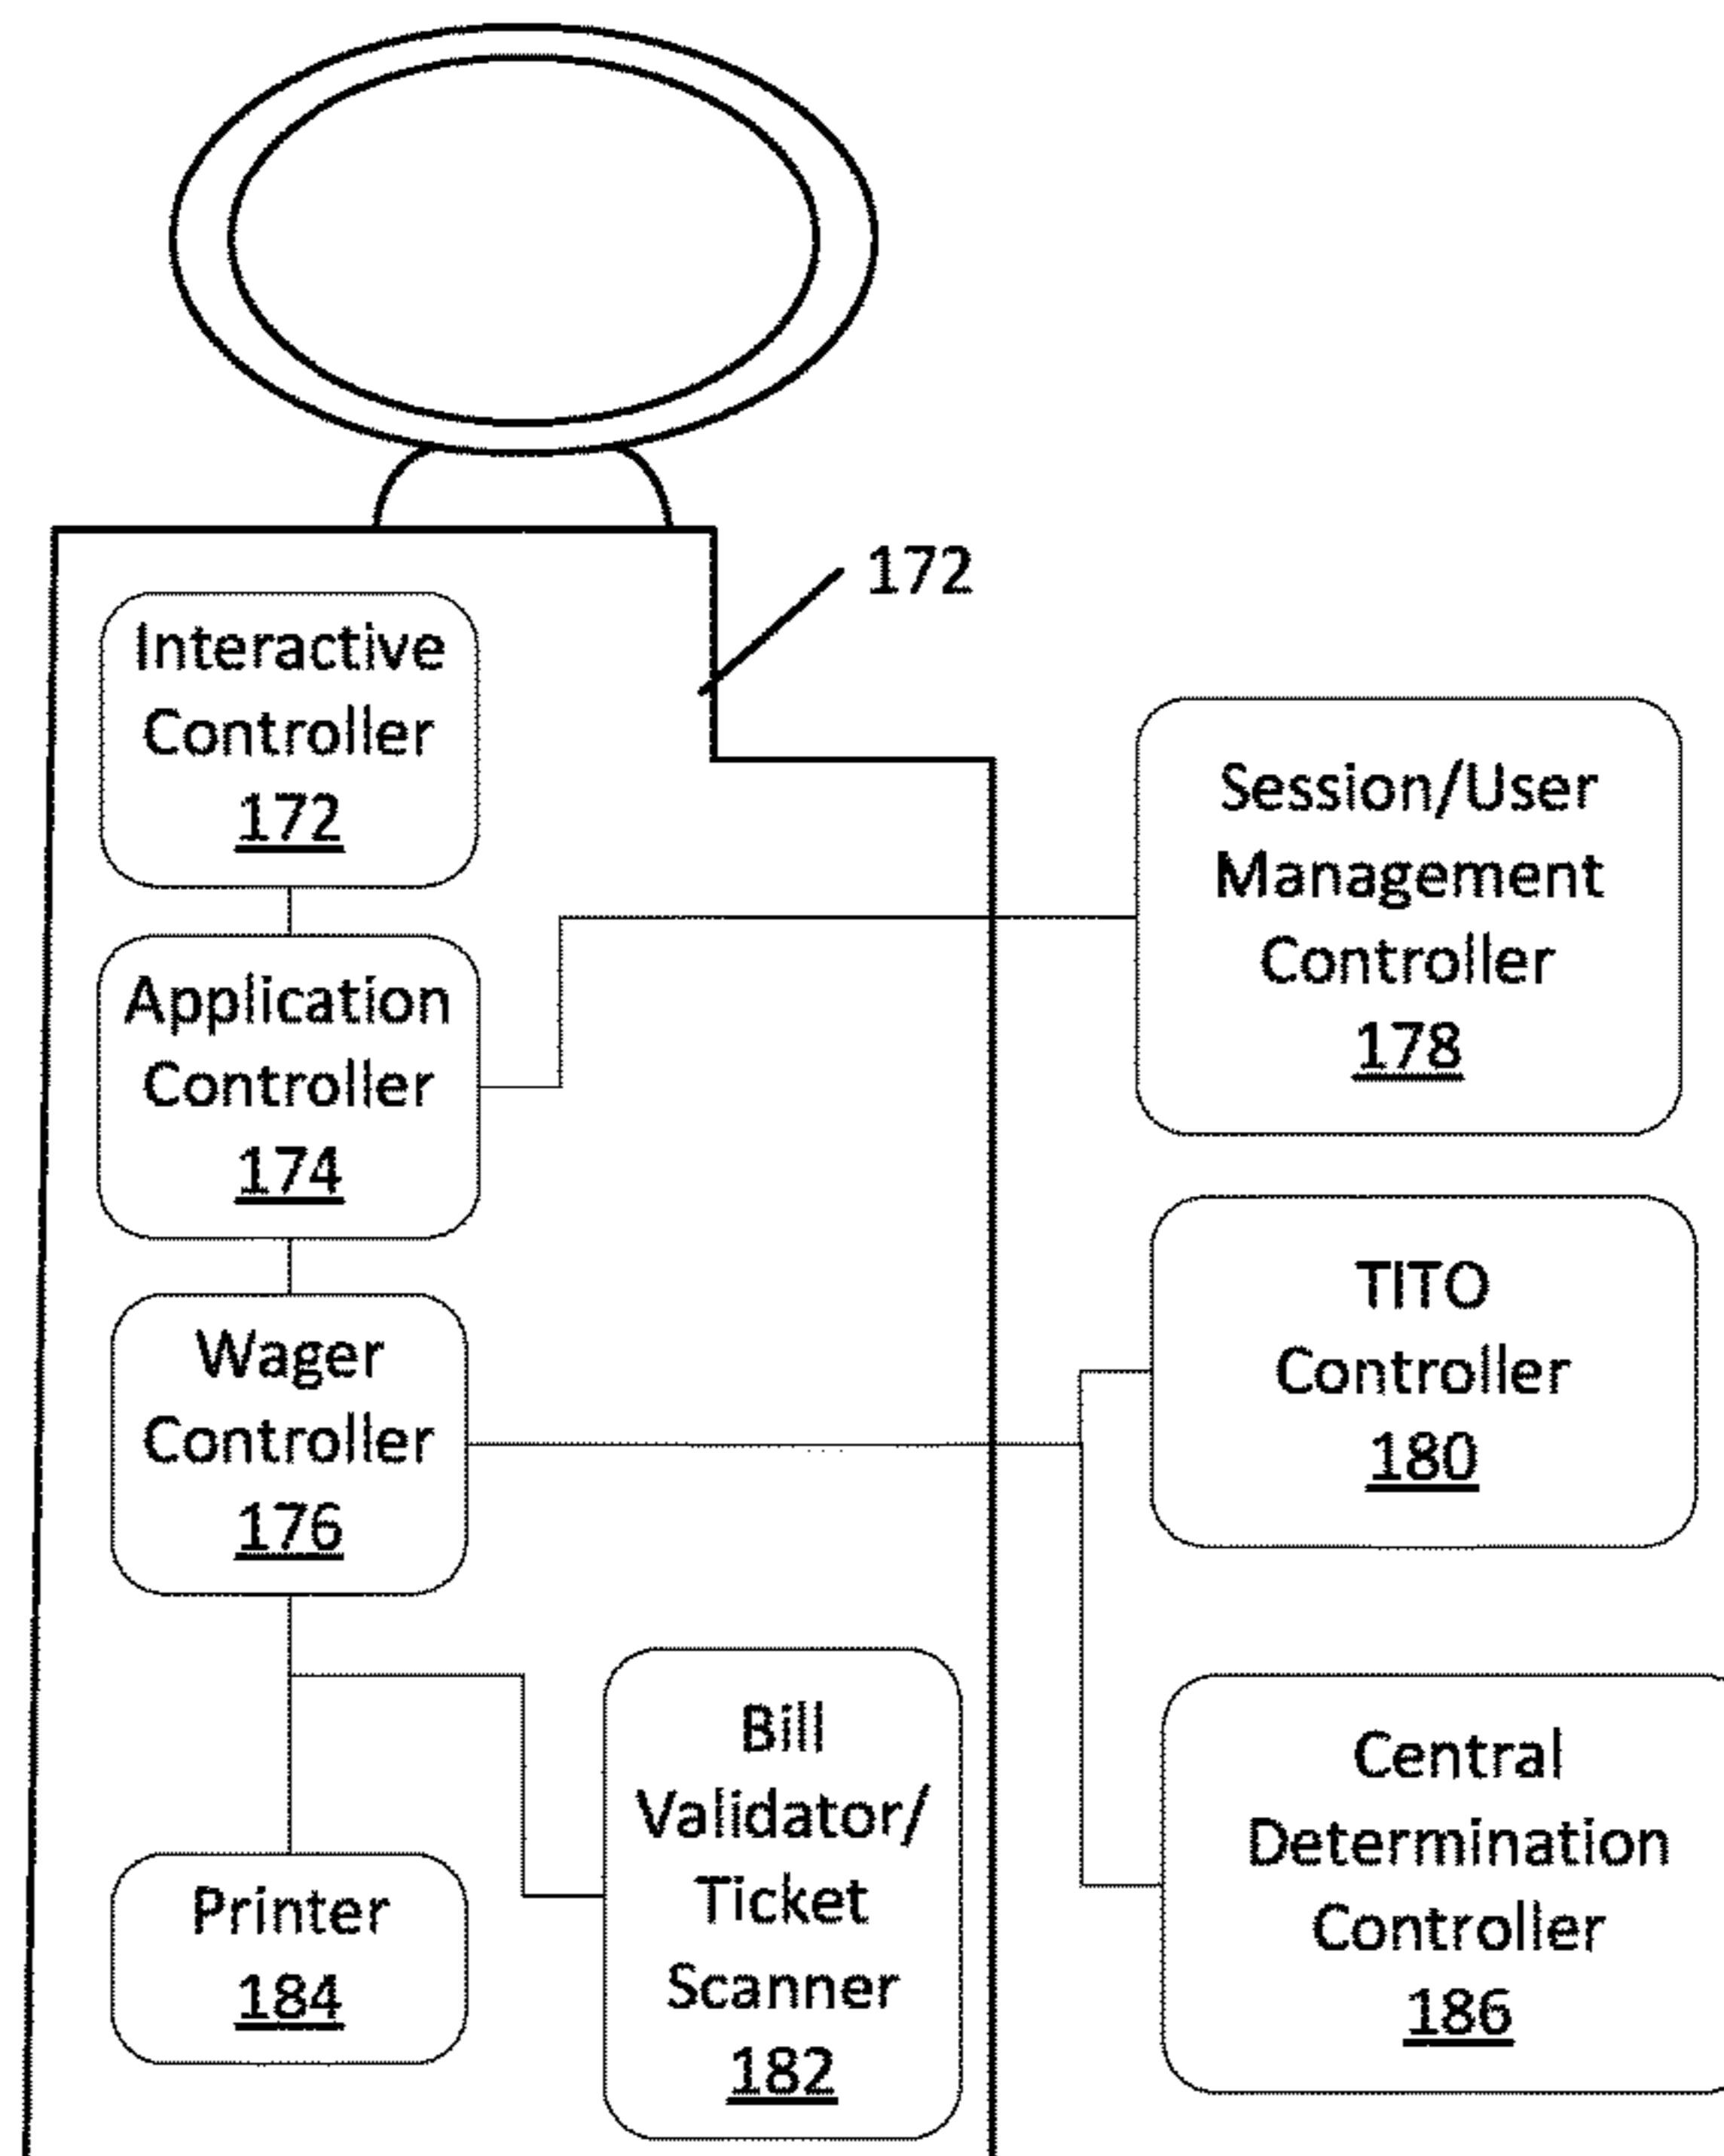 172
Interactive
Controller
172
Application
Controller
174
Wager
Controller
176
Printer
184
Bill
Validator/
Ticket
Scanner
182
Session/User
Management
Controller
178
TITO
Controller
180
Central
Determination
Controller
186